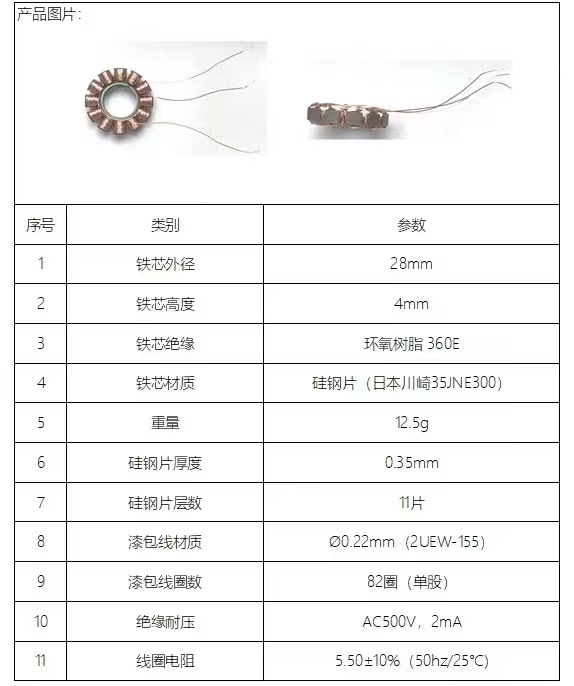 产品图片:
序号 类别 参数
1 铁芯外径 28mm
2 铁芯高度 4mm
3 铁芯绝缘 环氧树脂 360E
4 铁芯材质 硅钢片（日本川崎35JNE300）
5 重量 12.5g
6 硅钢片厚度 0.35mm
7 硅钢片层数 11片
8 漆包线材质 Ø0.22mm（2UEW-155）
9 漆包线圈数 82圈（单股）
10 绝缘耐压 AC500V，2mA
11 线圈电阻 5.50±10%（50hz/25℃）